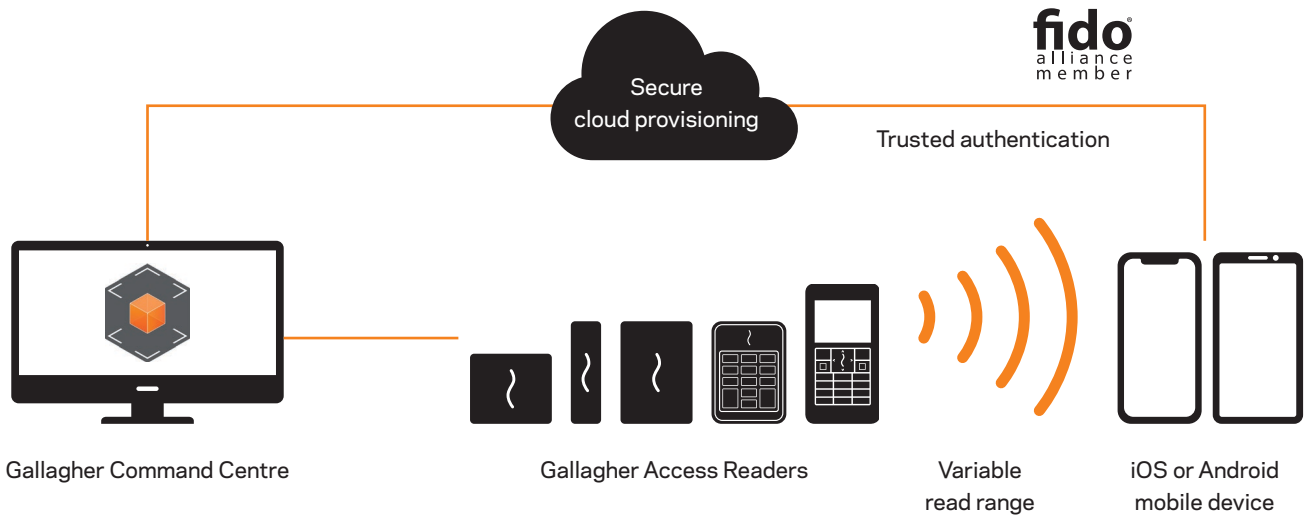 fido
alliance
member
Secure
cloud provisioning
Trusted authentication
Gallagher Command Centre
Gallagher Access Readers
Variable
read range
iOS or Android
mobile device